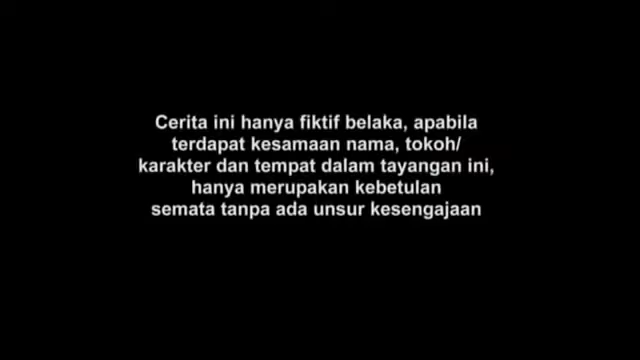 Cerita ini hanya fiktif belaka, apabila
terdapat kesamaan nama, tokoh/
karakter dan tempat dalam tayangan ini,
hanya merupakan kebetulan
semata tanpa ada unsur kesengajaan